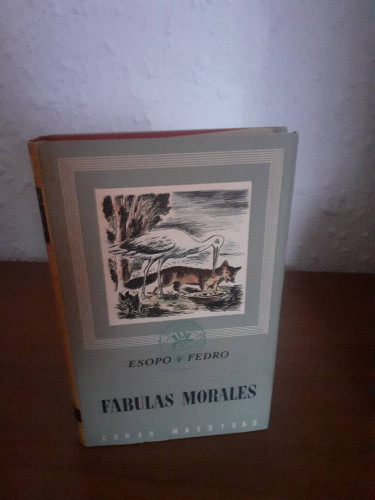 ESOPO y FEDRO
FABULAS MORALES
OBRAS MAESTRAS